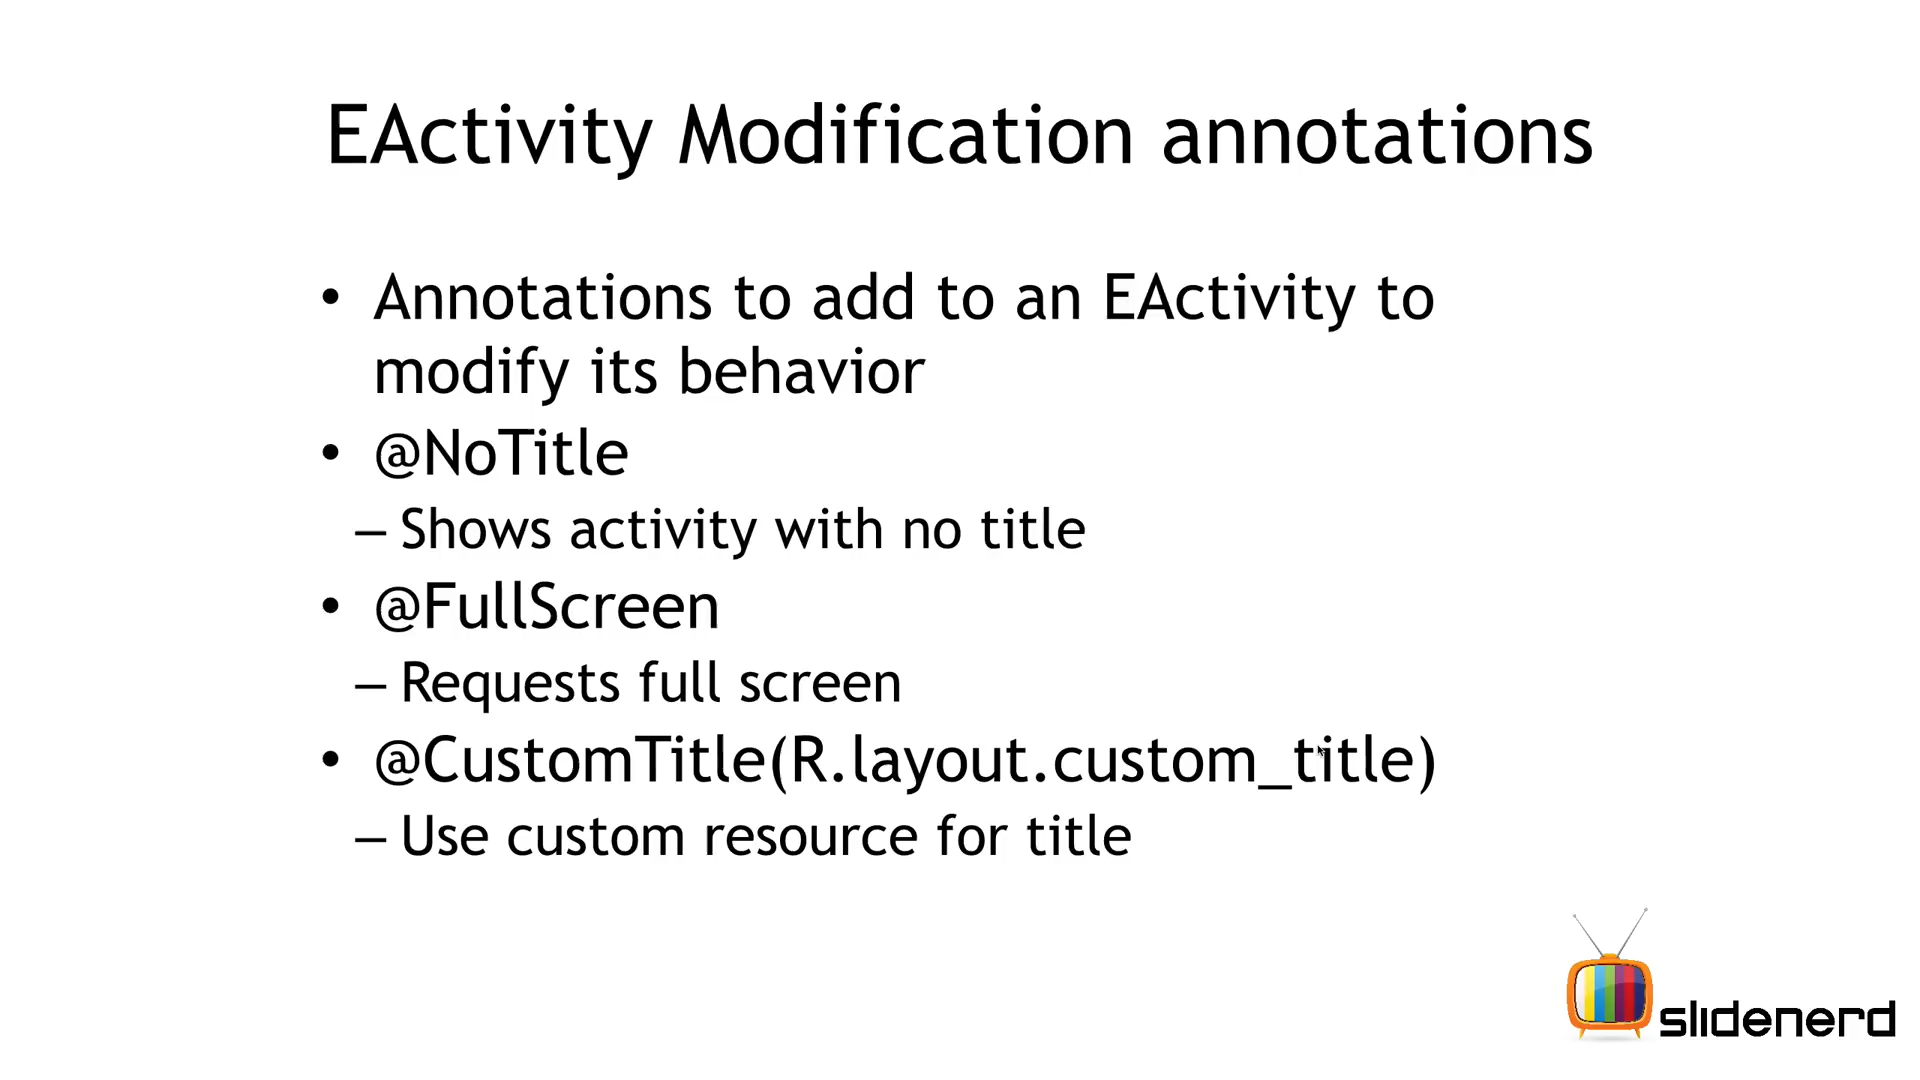 EActivity Modification annotations
• Annotations to add to an EActivity to
modify its behavior
• @NoTitle
– Shows activity with no title
• @FullScreen
– Requests full screen
• @CustomTitle(R.layout.custom_title)
– Use custom resource for title
slidenerd